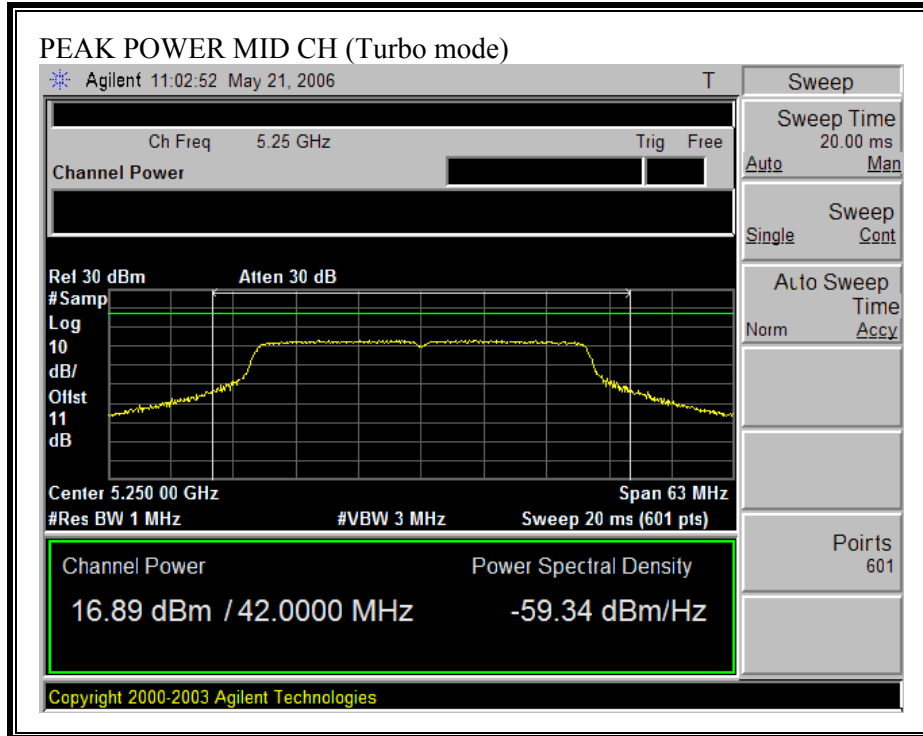 PEAK POWER MID CH (Turbo mode)
Agilent 11:02:52 May 21, 2006 T
Ch Freq 5.25 GHz Trig Free
Channel Power
Ref 30 dBm Atten 30 dB
#Samp
Log
10
dB/
Offst
11
dB
Center 5.250 00 GHz Span 63 MHz
#Res BW 1 MHz #VBW 3 MHz Sweep 20 ms (601 pts)
Channel Power Power Spectral Density
16.89 dBm / 42.0000 MHz -59.34 dBm/Hz
Copyright 2000-2003 Agilent Technologies
Sweep
Sweep Time
20.00 ms
Auto Man
Sweep
Single Cont
Auto Sweep
Time
Norm Accy
Points
601